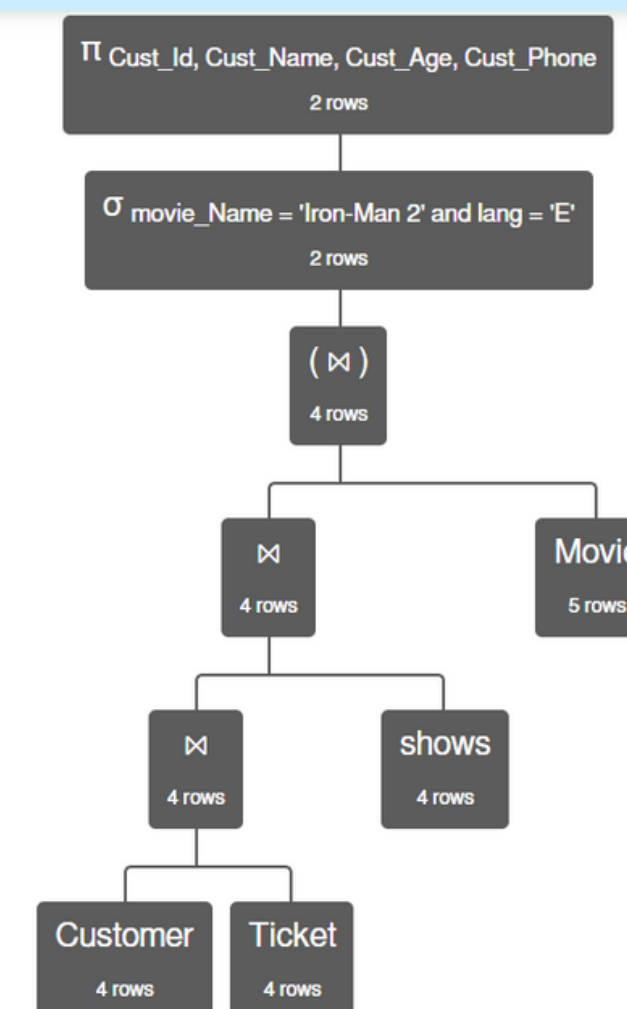 π Cust_Id, Cust_Name, Cust_Age, Cust_Phone
2 rows
σ movie_Name = 'Iron-Man 2' and lang = 'E'
2 rows
( ⋈ )
4 rows
⋈
4 rows
Movi
5 rows
⋈
4 rows
shows
4 rows
Customer
4 rows
Ticket
4 rows